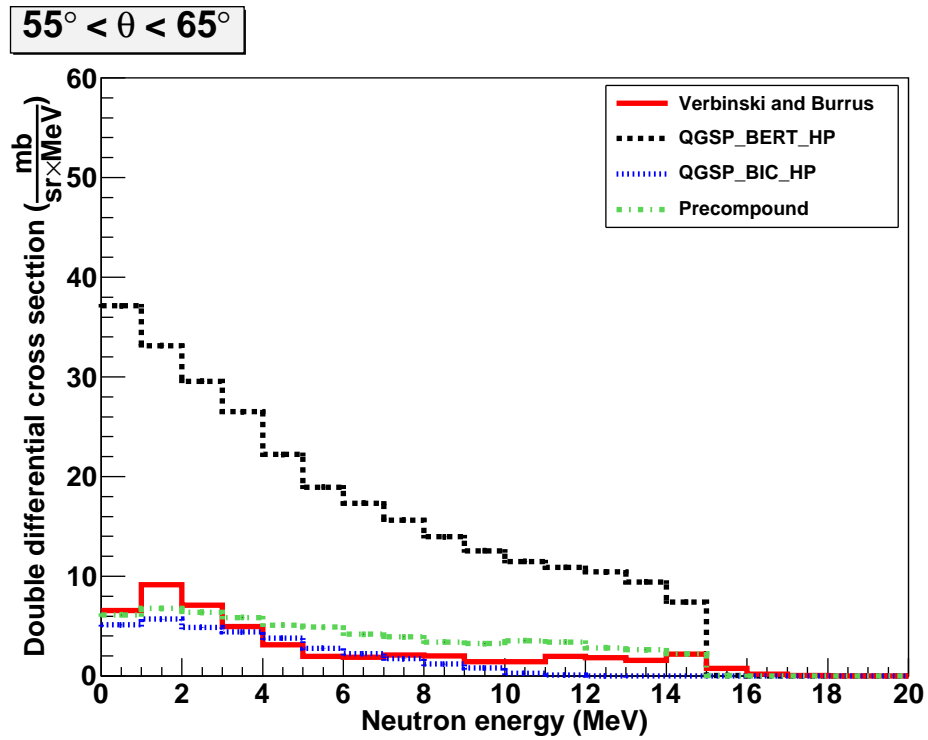 55° < θ < 65°
60
50
40
30
20
10
0
Double differential cross secttion (mb/sr×MeV)
Verbinski and Burrus
QGSP_BERT_HP
QGSP_BIC_HP
Precompound
0 2 4 6 8 10 12 14 16 18 20
Neutron energy (MeV)